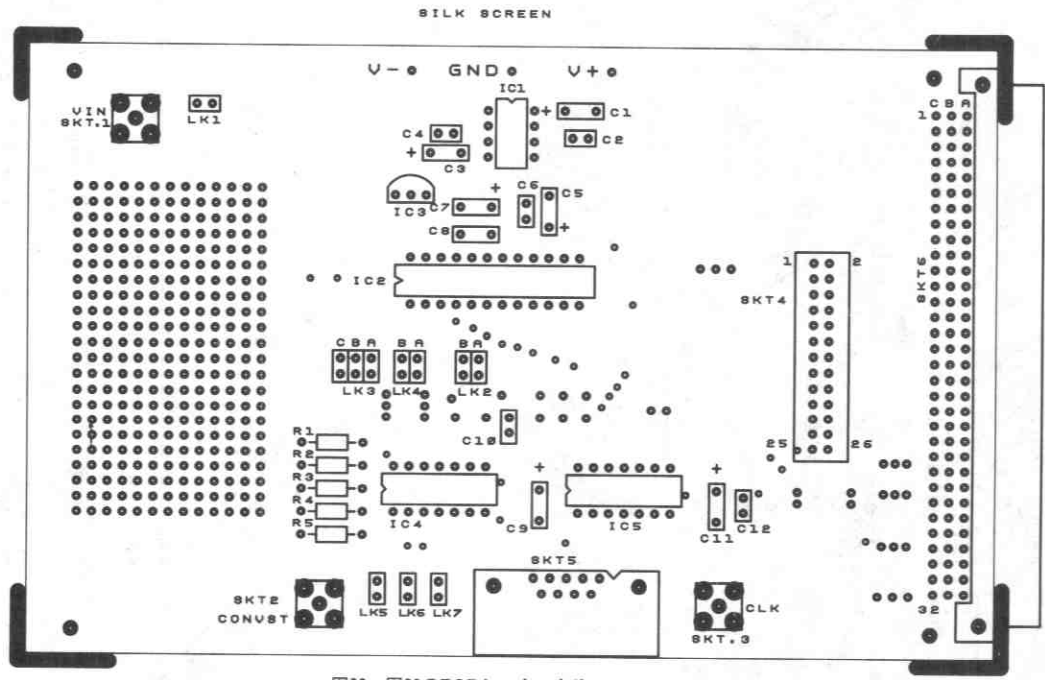 SILK SCREEN
V- GND V+
VIN
SKT.1
LK1
IC1
+ C1
C4
C2
+ C3
C B A
1
IC3
+
C7
C6
C5
+
C8
IC2
1 2
SKT4
SKT6
C B A
LK3
B A
LK4
B A
LK2
C10
25 26
R1
R2
R3
R4
R5
IC4
+
C9
IC5
+
C11
C12
SKT5
SKT2
CONVST
LK5 LK6 LK7
CLK
SKT.3
32